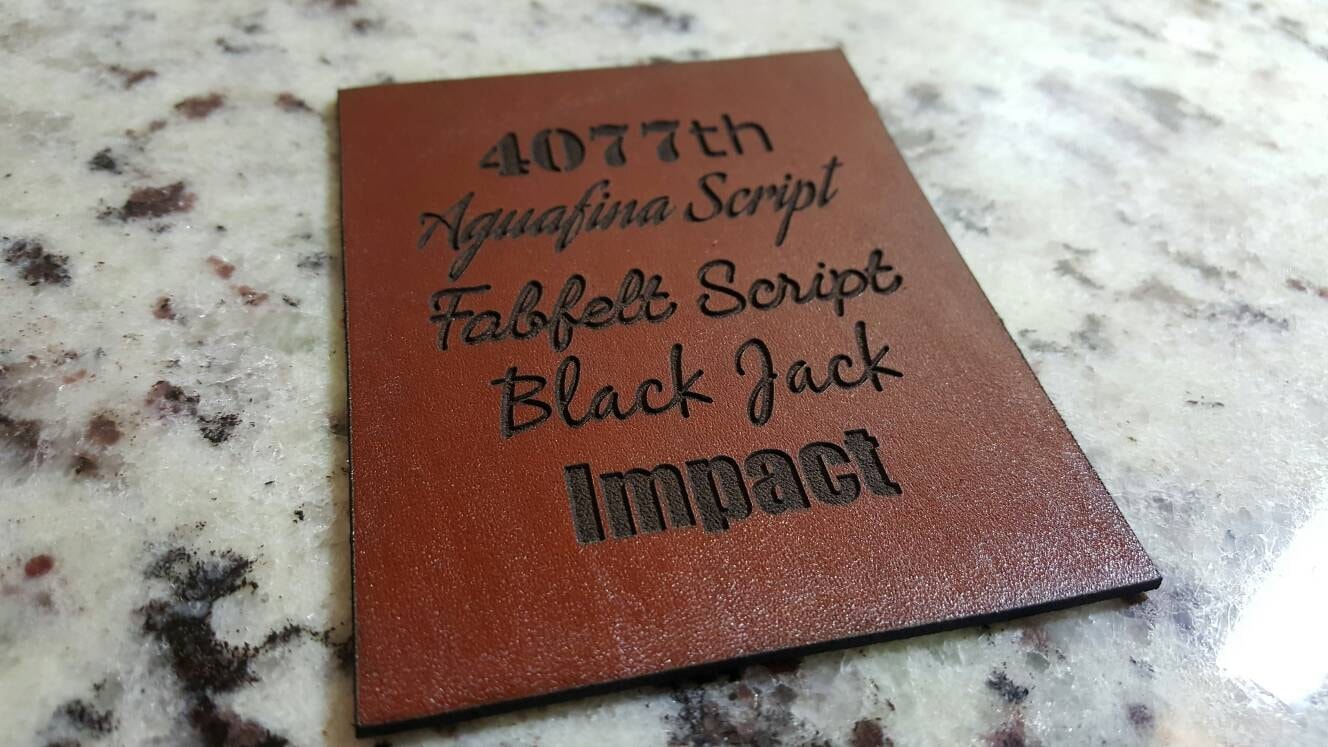 4077th
Aguafina Script
Fabfelt Script
Black Jack
Impact